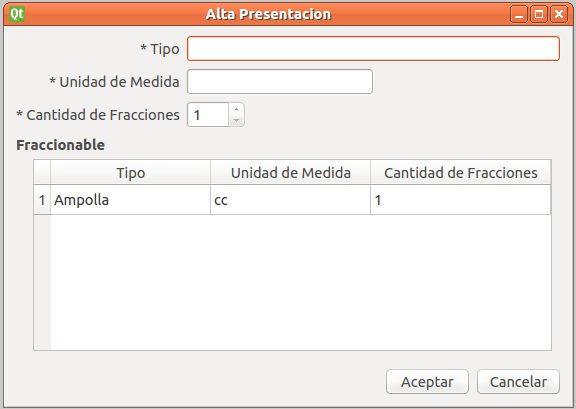 Qt Alta Presentacion
* Tipo
* Unidad de Medida
* Cantidad de Fracciones 1
Fraccionable
Tipo Unidad de Medida Cantidad de Fracciones
1 Ampolla cc 1
Aceptar Cancelar